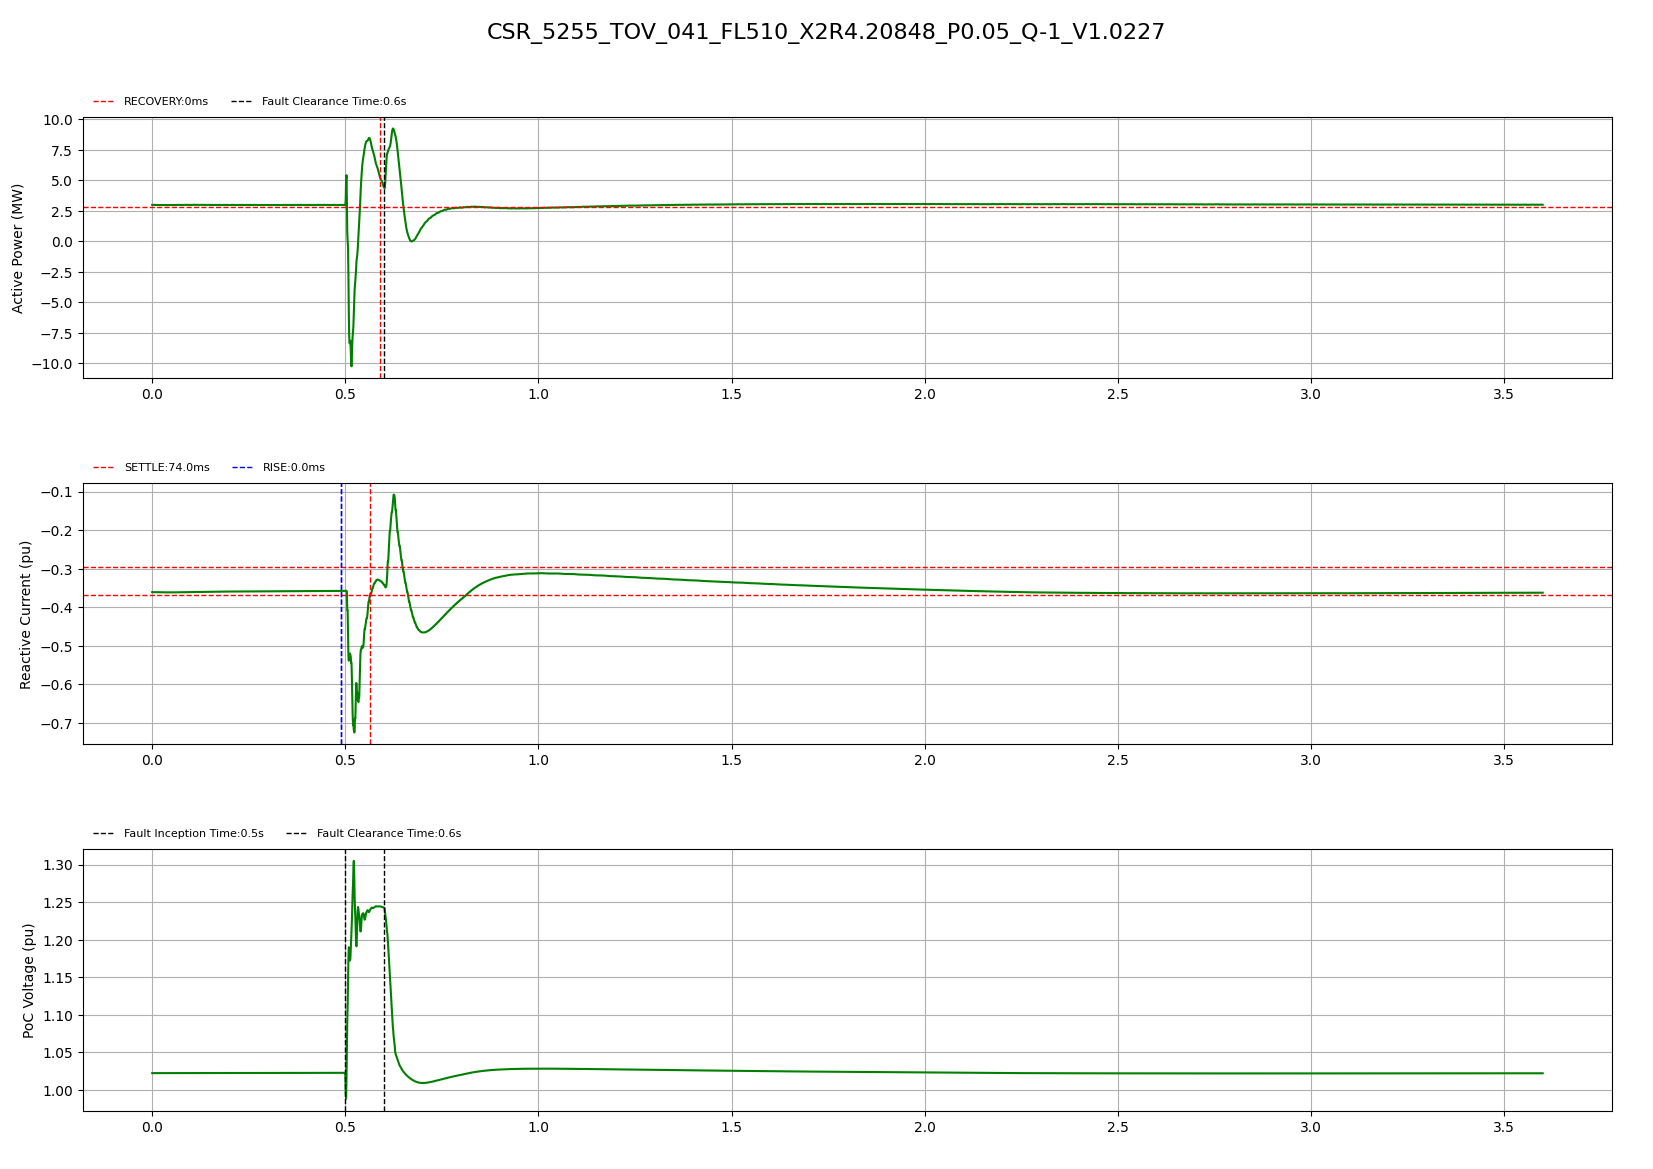 CSR_5255_TOV_041_FL510_X2R4.20848_P0.05_Q-1_V1.0227
RECOVERY:0ms Fault Clearance Time:0.6s
10.0
7.5
5.0
2.5
0.0
−2.5
−5.0
−7.5
−10.0
Active Power (MW)
0.0 0.5 1.0 1.5 2.0 2.5 3.0 3.5
SETTLE:74.0ms RISE:0.0ms
−0.1
−0.2
−0.3
−0.4
−0.5
−0.6
−0.7
Reactive Current (pu)
0.0 0.5 1.0 1.5 2.0 2.5 3.0 3.5
Fault Inception Time:0.5s Fault Clearance Time:0.6s
1.30
1.25
1.20
1.15
1.10
1.05
1.00
PoC Voltage (pu)
0.0 0.5 1.0 1.5 2.0 2.5 3.0 3.5